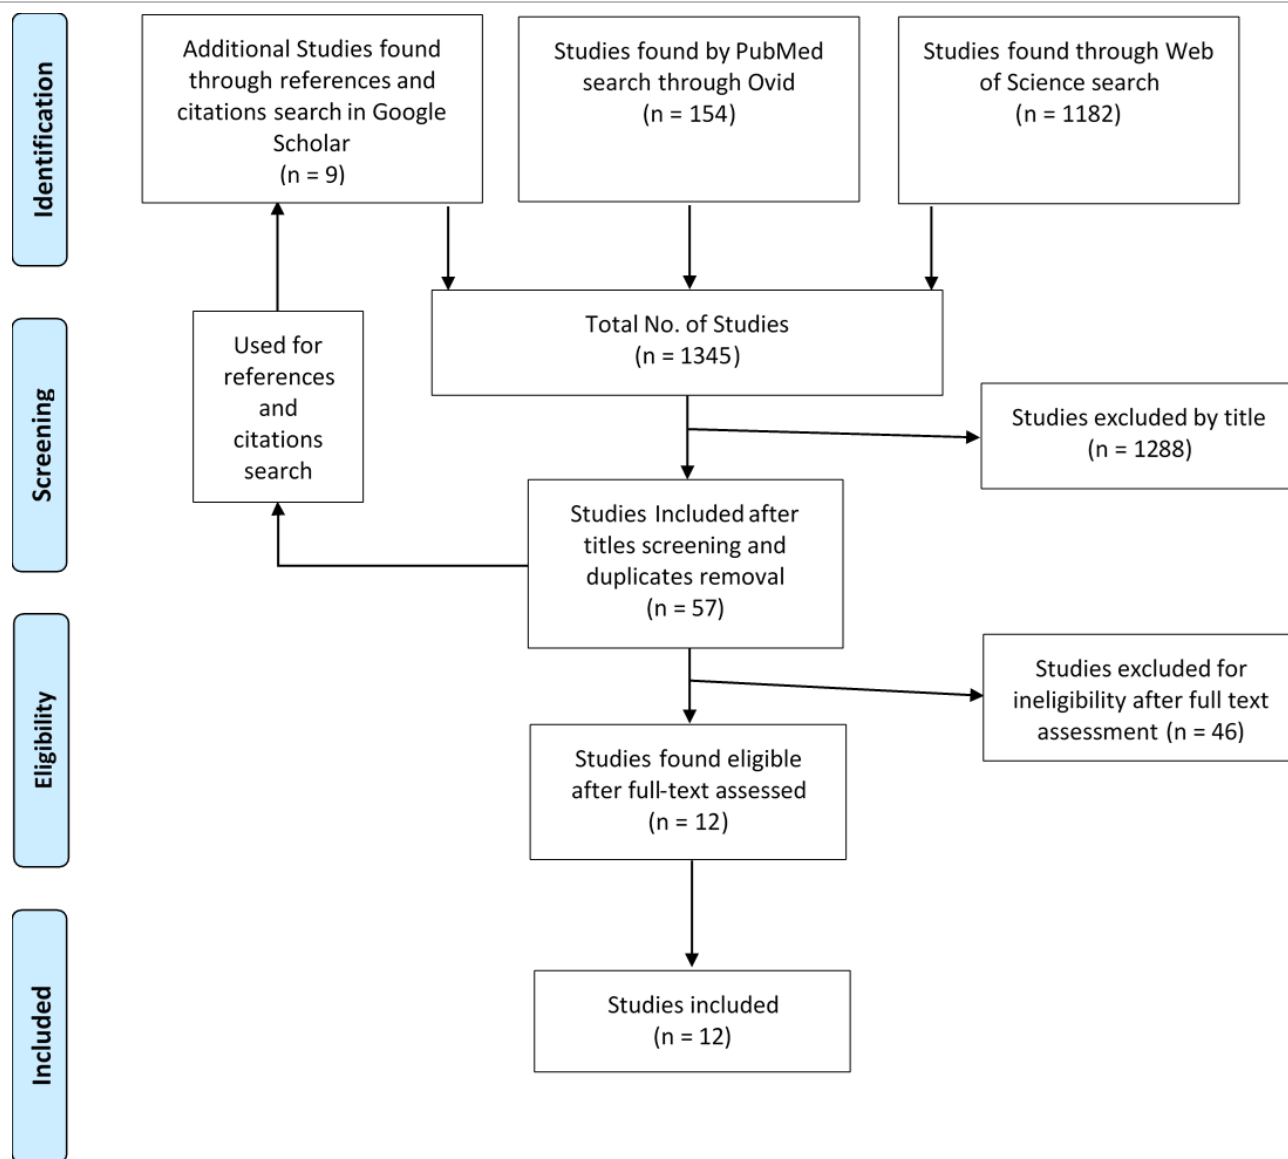 Identification
Additional Studies found
through references and
citations search in Google
Scholar
(n = 9)
Studies found by PubMed
search through Ovid
(n = 154)
Studies found through Web
of Science search
(n = 1182)
Screening
Used for
references
and
citations
search
Total No. of Studies
(n = 1345)
Studies excluded by title
(n = 1288)
Studies Included after
titles screening and
duplicates removal
(n = 57)
Eligibility
Studies excluded for
ineligibility after full text
assessment (n = 46)
Studies found eligible
after full-text assessed
(n = 12)
Included
Studies included
(n = 12)